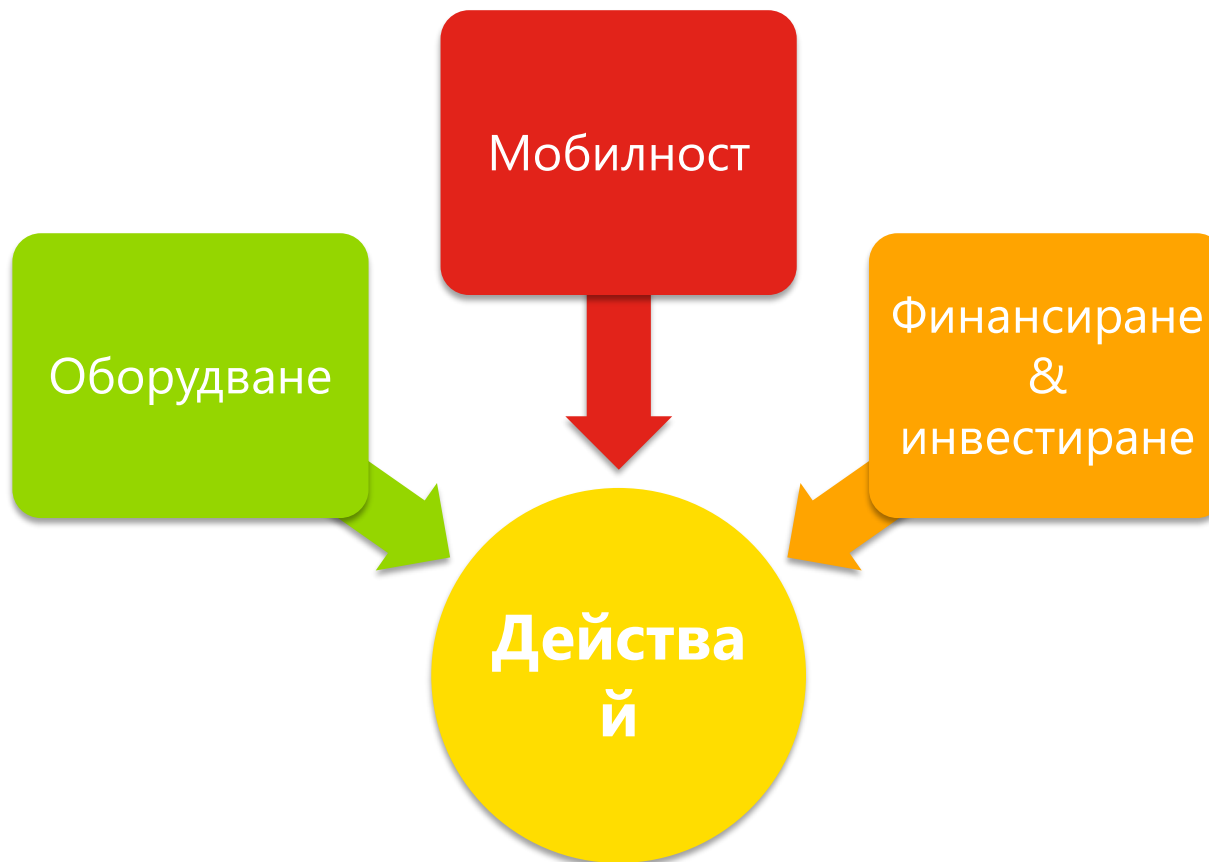 Мобилност
Оборудване
Финансиране
&
инвестиране
Действа
й